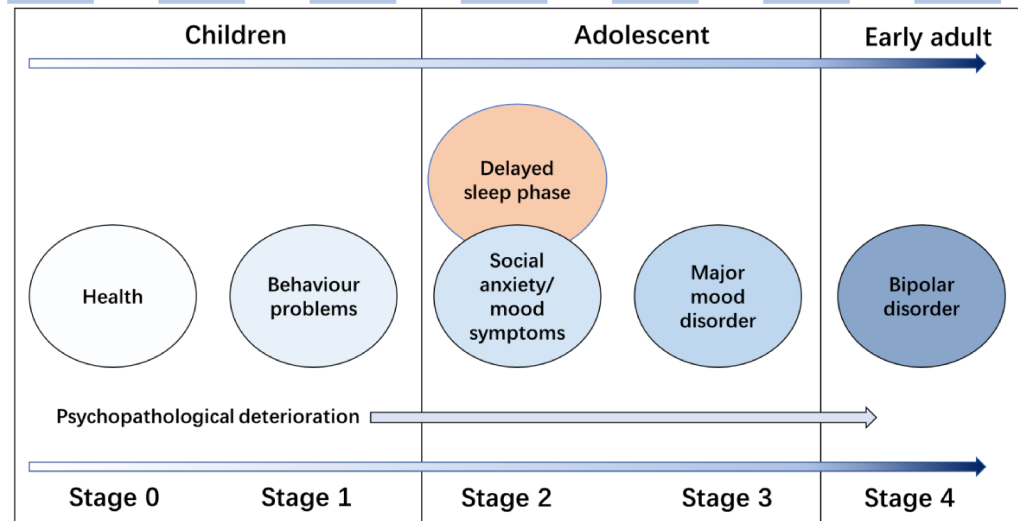 Children
Adolescent
Early adult
Delayed
sleep phase
Health
Behaviour
problems
Social
anxiety/
mood
symptoms
Major
mood
disorder
Bipolar
disorder
Psychopathological deterioration
Stage 0
Stage 1
Stage 2
Stage 3
Stage 4